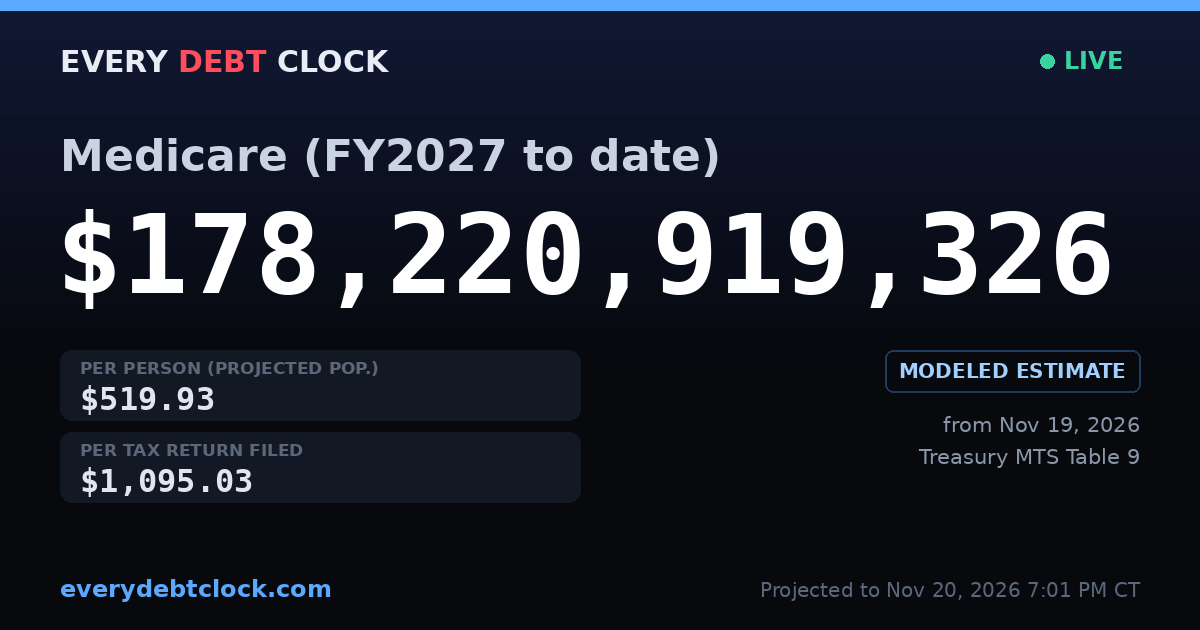 EVERY DEBT CLOCK
LIVE
Medicare (FY2027 to date)
$178,220,919,326
PER PERSON (PROJECTED POP.)
$519.93
PER TAX RETURN FILED
$1,095.03
MODELED ESTIMATE
from Nov 19, 2026
Treasury MTS Table 9
everydebtclock.com
Projected to Nov 20, 2026 7:01 PM CT